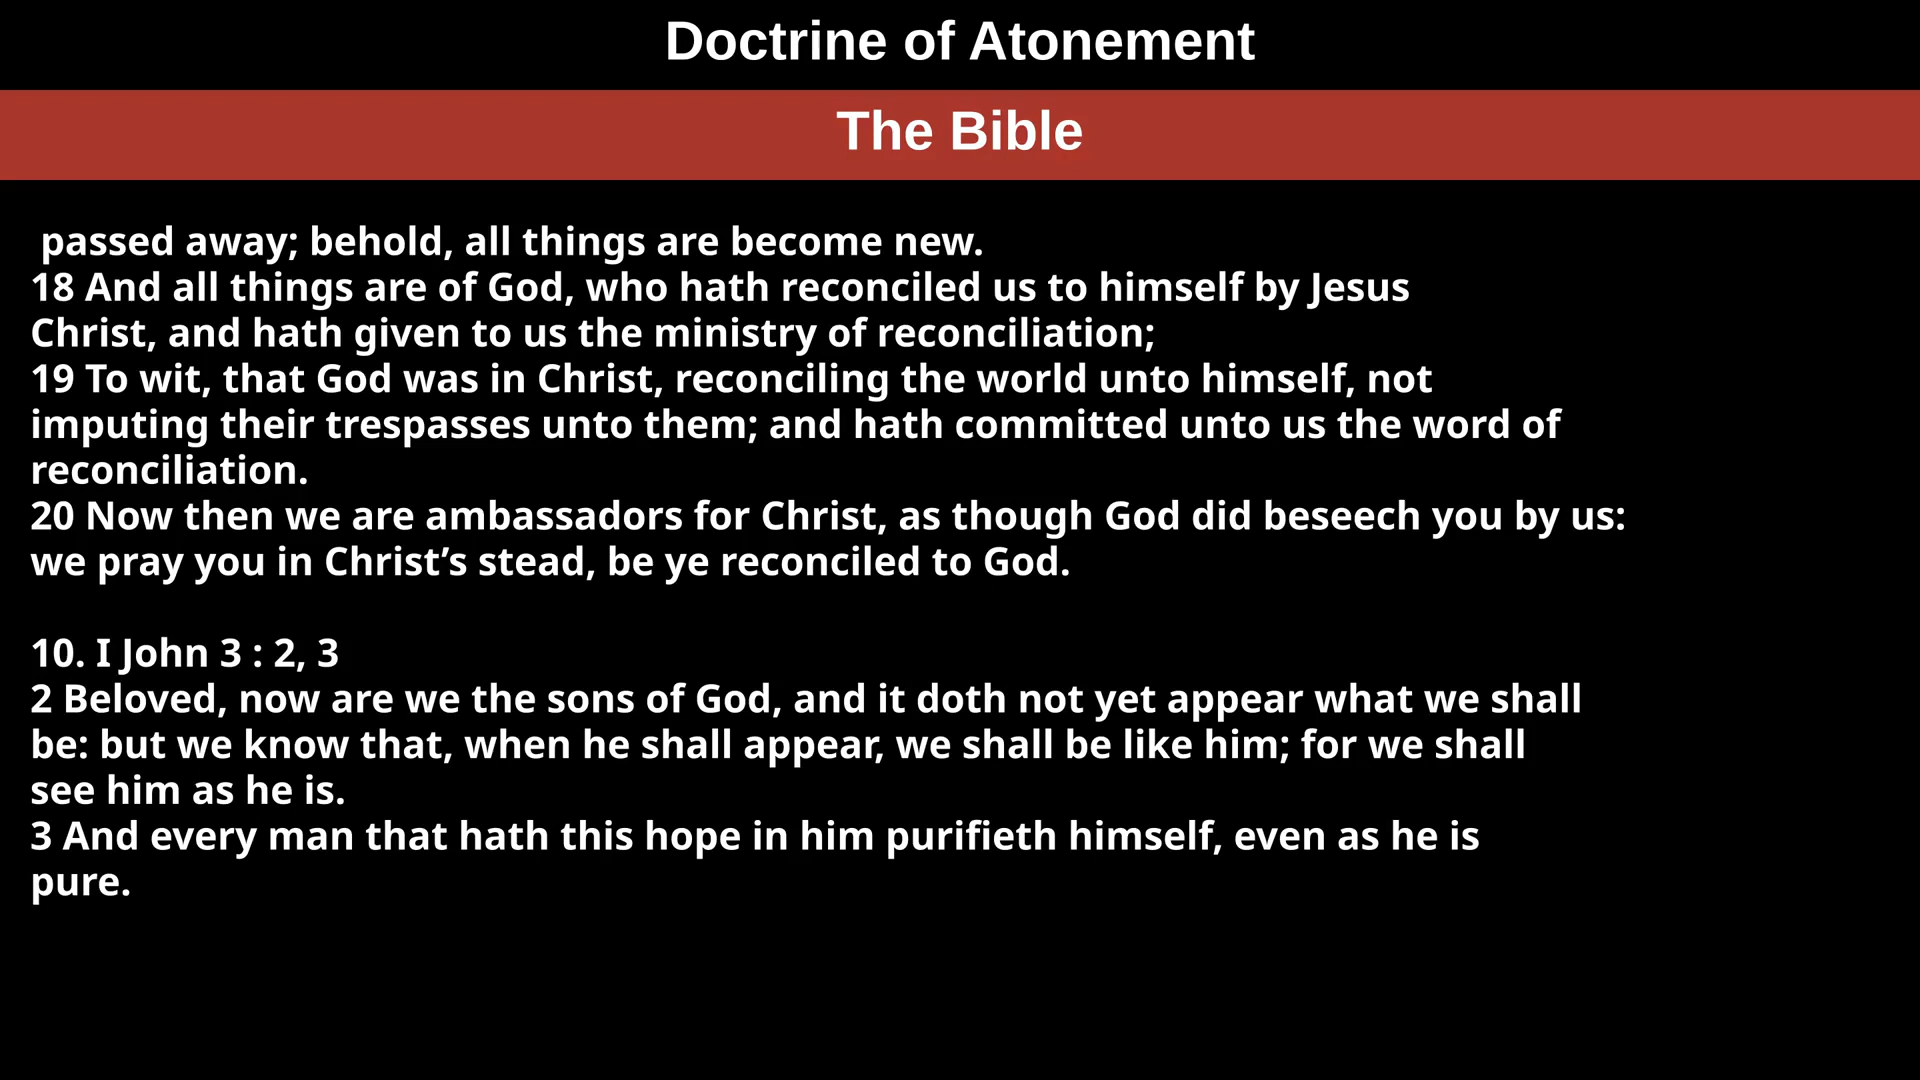 Doctrine of Atonement
The Bible
passed away; behold, all things are become new.
18 And all things are of God, who hath reconciled us to himself by Jesus
Christ, and hath given to us the ministry of reconciliation;
19 To wit, that God was in Christ, reconciling the world unto himself, not
imputing their trespasses unto them; and hath committed unto us the word of
reconciliation.
20 Now then we are ambassadors for Christ, as though God did beseech you by us:
we pray you in Christ’s stead, be ye reconciled to God.
10. I John 3 : 2, 3
2 Beloved, now are we the sons of God, and it doth not yet appear what we shall
be: but we know that, when he shall appear, we shall be like him; for we shall
see him as he is.
3 And every man that hath this hope in him purifieth himself, even as he is
pure.